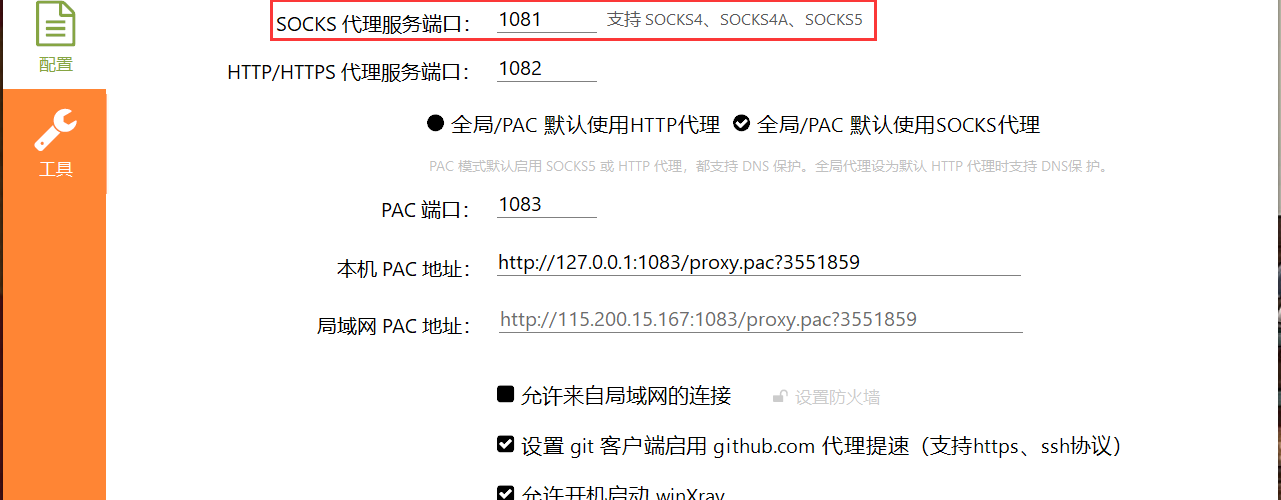 SOCKS 代理服务端口： 1081 支持 SOCKS4、SOCKS4A、SOCKS5
配置
HTTP/HTTPS 代理服务端口： 1082
全局/PAC 默认使用HTTP代理 全局/PAC 默认使用SOCKS代理
工具
PAC 模式默认启用 SOCKS5 或 HTTP 代理，都支持 DNS 保护。全局代理设为默认 HTTP 代理时支持 DNS保 护。
PAC 端口： 1083
本机 PAC 地址： http://127.0.0.1:1083/proxy.pac?3551859
局域网 PAC 地址： http://115.200.15.167:1083/proxy.pac?3551859
允许来自局域网的连接 设置防火墙
设置 git 客户端启用 github.com 代理提速（支持https、ssh协议）
允许开机启动 winXray